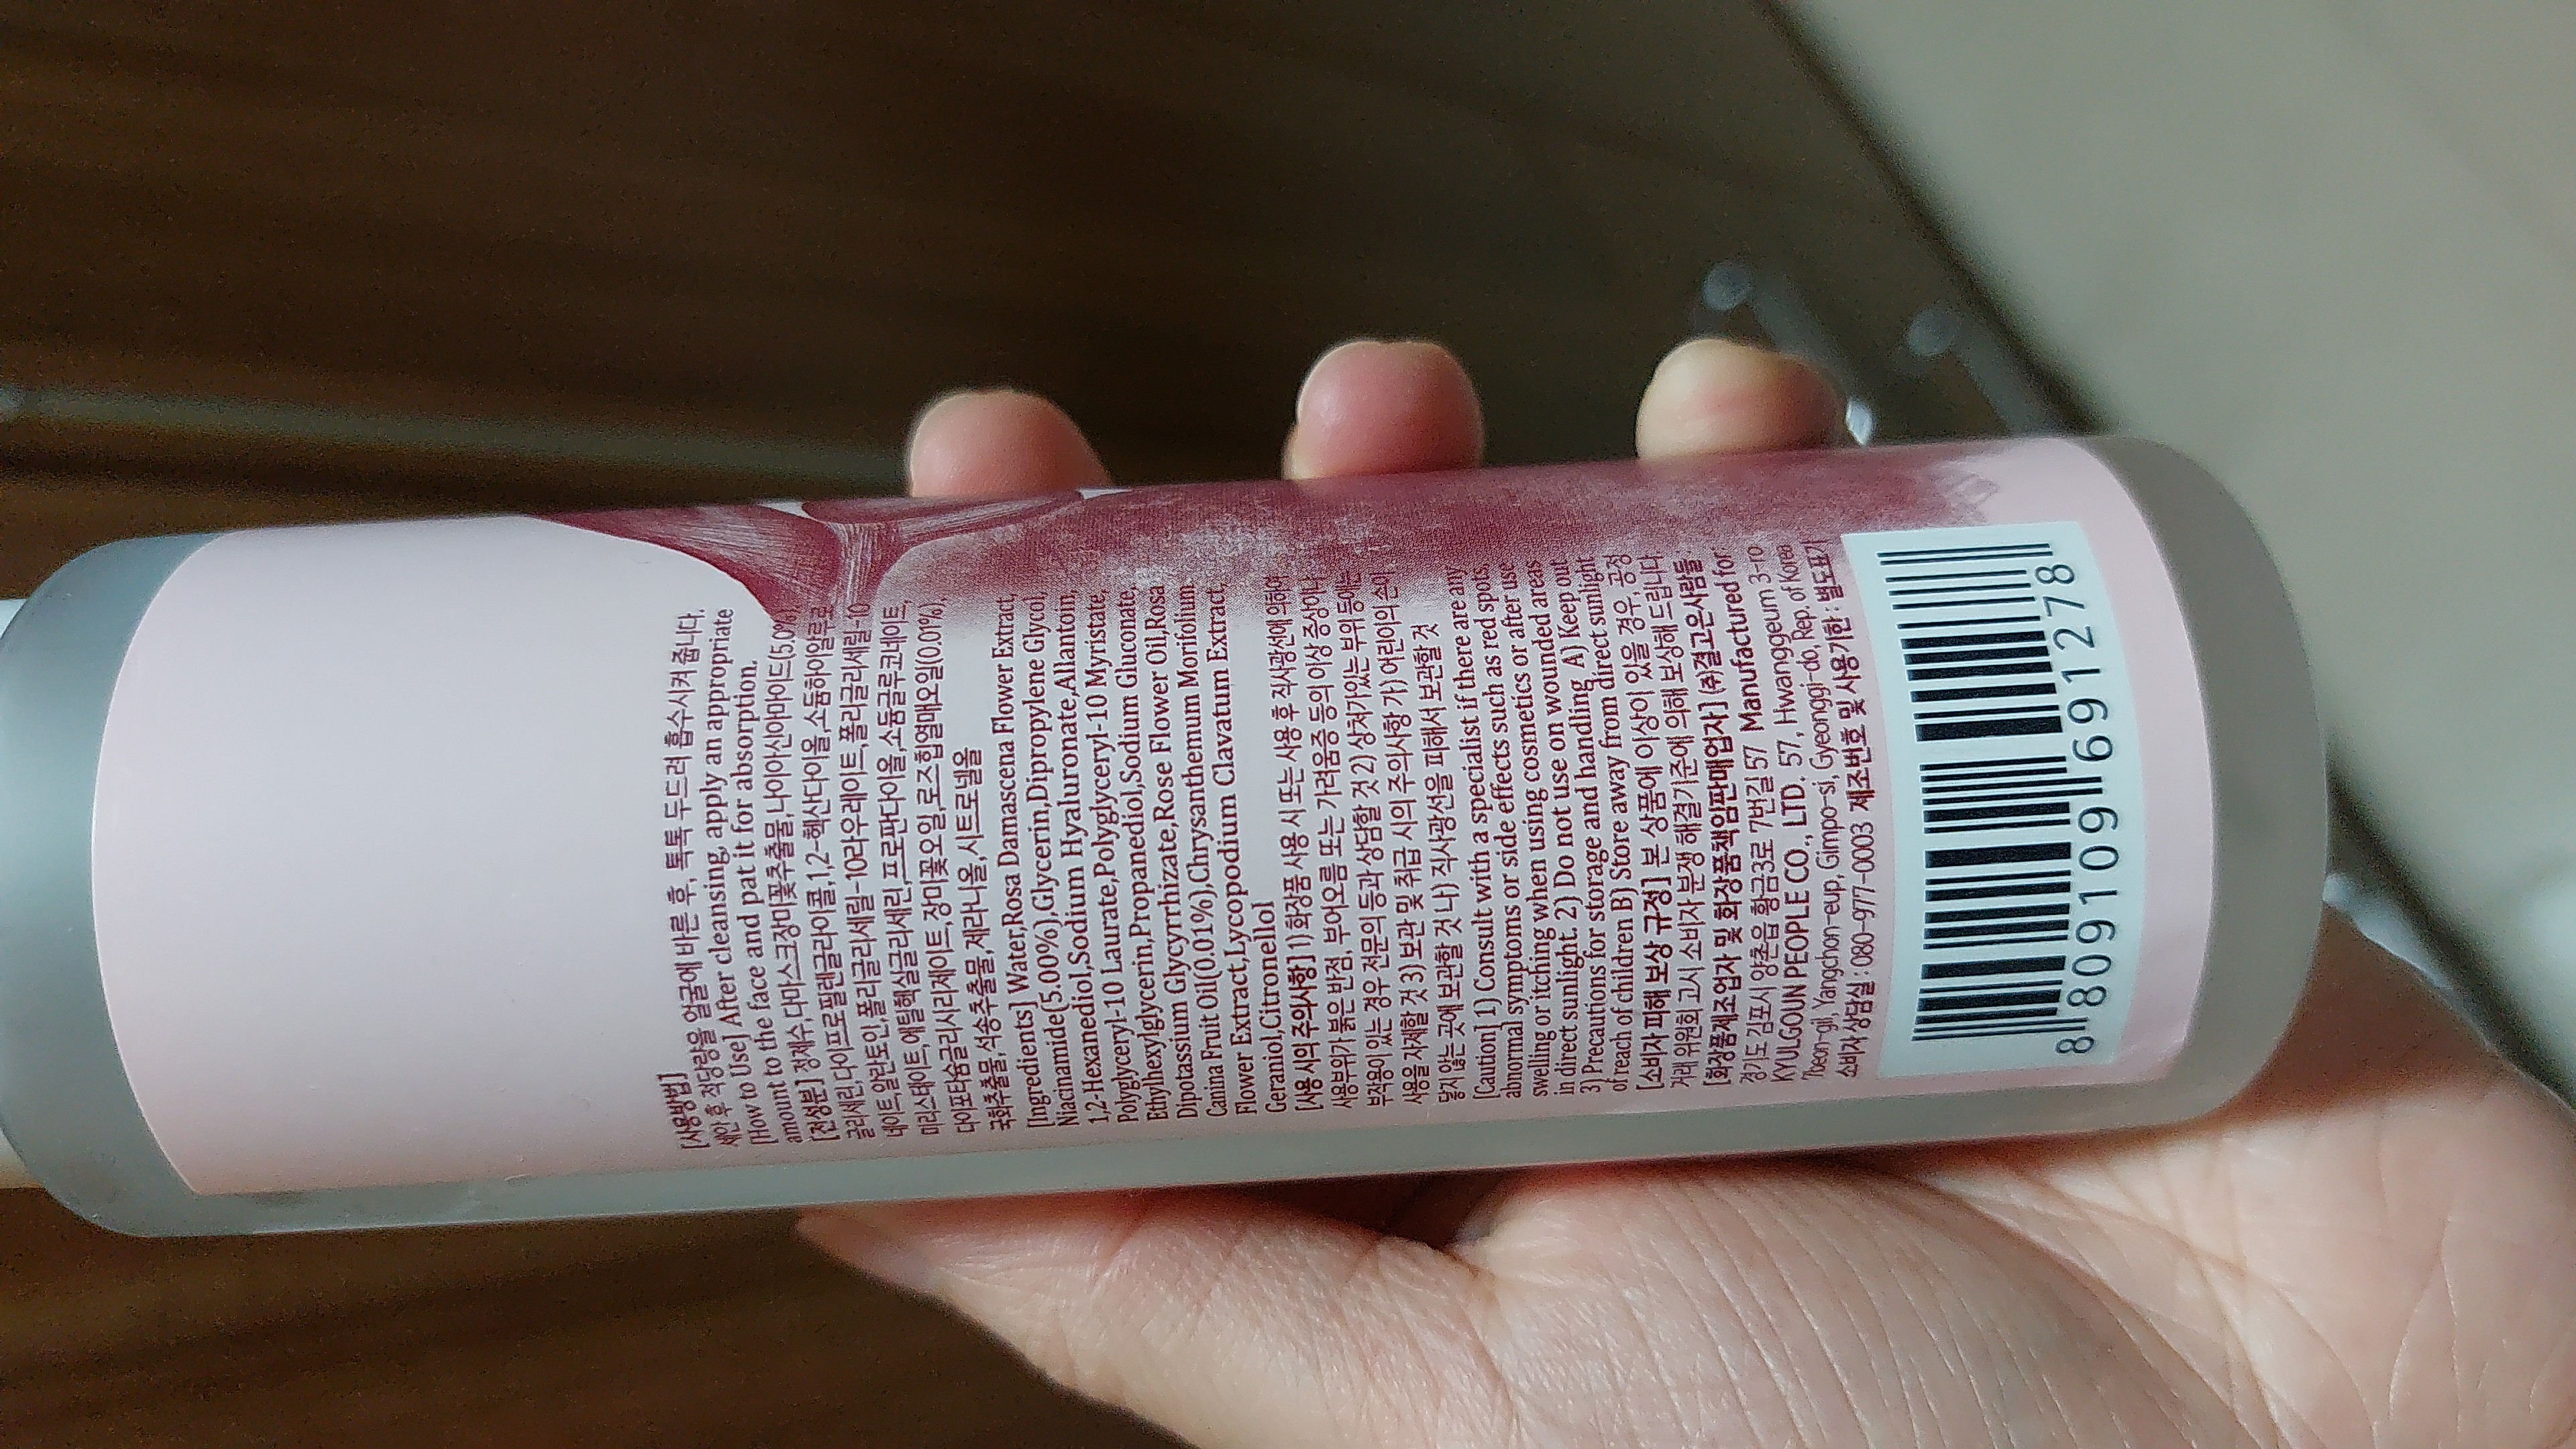 [사용방법]
세안 후 적당량을 얼굴에 바른 후, 톡톡 두드려 흡수시켜 줍니다.
[How to Use] After cleansing, apply an appropriate
amount to the face and pat it for absorption.
[전성분] 정제수,다마스크장미꽃추출물,나이아신아마이드(5.0%),
글리세린,다이프로필렌글라이콜,1,2-헥산다이올,소듐하이알루로
네이트,알란토인,폴리글리세릴-10라우레이트,폴리글리세릴-10
미리스테이트,에틸헥실글리세린,프로판다이올,소듐글루코네이트,
다이포타슘글리시리제이트,장미꽃오일,로즈힙열매오일(0.01%),
국화추출물,석송추출물,제라니올,시트로넬올
[Ingredients] Water,Rosa Damascena Flower Extract,
Niacinamide(5.00%),Glycerin,Dipropylene Glycol,
1,2-Hexanediol,Sodium Hyaluronate,Allantoin,
Polyglyceryl-10 Laurate,Polyglyceryl-10 Myristate,
Ethylhexylglycerin,Propanediol,Sodium Gluconate,
Dipotassium Glycyrrhizate,Rose Flower Oil,Rosa
Canina Fruit Oil(0.01%),Chrysanthemum Morifolium
Flower Extract,Lycopodium Clavatum Extract,
Geraniol,Citronellol
[사용 시의 주의사항] 1) 화장품 사용 시 또는 사용 후 직사광선에 의하여
사용부위가 붉은 반점, 부어오름 또는 가려움증 등의 이상 증상이나
부작용이 있는 경우 전문의 등과 상담할 것 2) 상처가 있는 부위 등에는
사용을 자제할 것 3) 보관 및 취급 시의 주의사항 가) 어린이의 손이
닿지 않는 곳에 보관할 것 나) 직사광선을 피해서 보관할 것
[Caution] 1) Consult with a specialist if there are any
abnormal symptoms or side effects such as red spots,
swelling or itching when using cosmetics or after use
in direct sunlight. 2) Do not use on wounded areas
3) Precautions for storage and handling A) Keep out
of reach of children B) Store away from direct sunlight
[소비자 피해 보상 규정] 본 상품에 이상이 있을 경우, 공정
거래 위원회 고시 소비자 분쟁 해결 기준에 의해 보상해 드립니다.
[화장품제조업자 및 화장품책임판매업자] (주)결고은사람들
경기도 김포시 양촌읍 황금3로 7번길 57 Manufactured for
KYULGOUN PEOPLE CO., LTD. 57, Hwanggeum 3-ro
7beon-gil, Yangchon-eup, Gimpo-si, Gyeonggi-do, Rep. of Korea
소비자 상담실 : 080-977-0003 제조번호 및 사용기한 : 별도표기
8 809109 691278